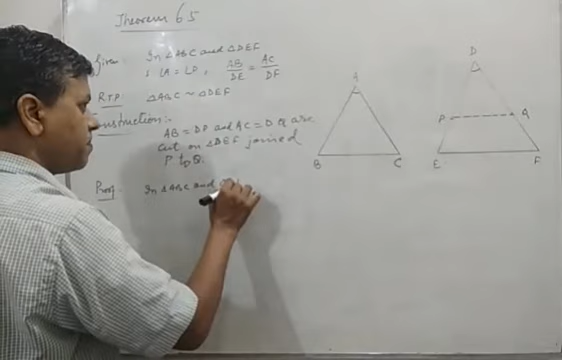 Theorem 6.5
Given: In △ABC and △DEF
; ∠A = ∠D, AB/DE = AC/DF
R.T.P: △ABC ~ △DEF
nstruction:
AB = DP and AC = DQ are
cut on △DEF joined
P to Q.
Proof: In △ABC and
A
B
C
D
P
Q
E
F